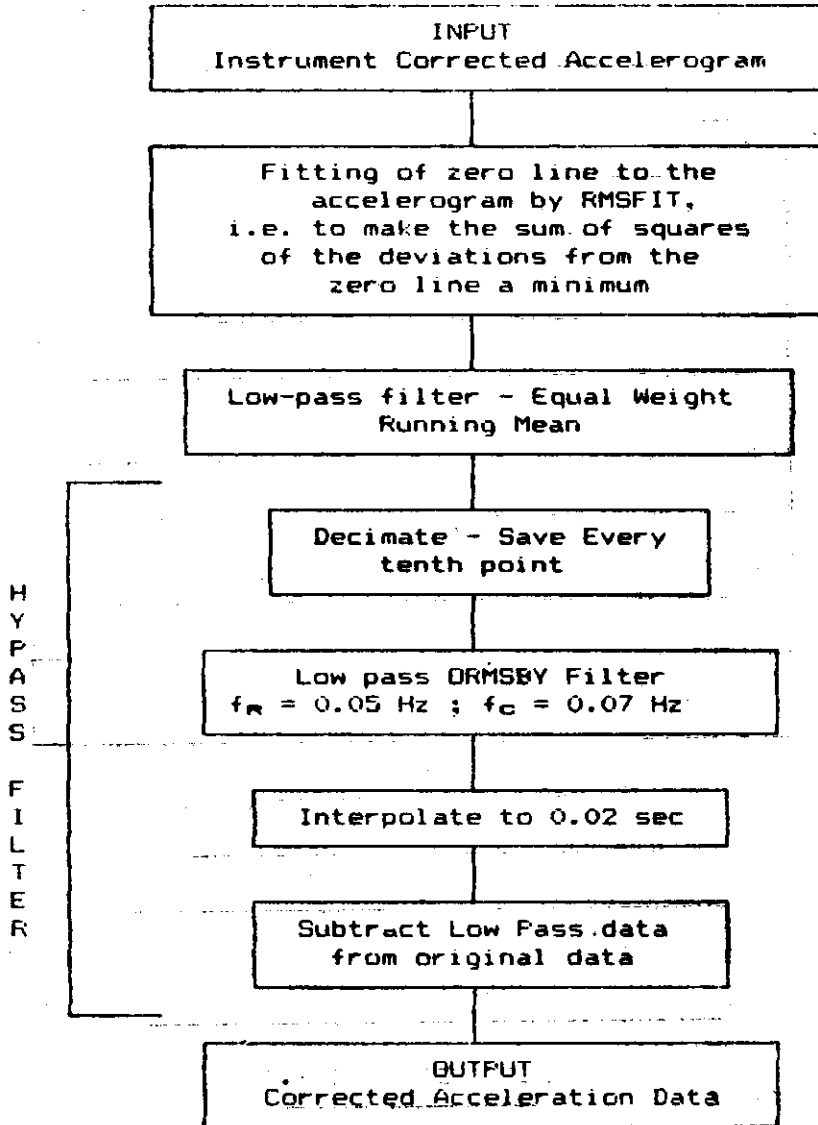 INPUT
Instrument Corrected Accelerogram
Fitting of zero line to the
accelerogram by RMSFIT,
i.e. to make the sum of squares
of the deviations from the
zero line a minimum
Low-pass filter - Equal Weight
Running Mean
Decimate - Save Every
tenth point
Low pass ORMSBY Filter
fR = 0.05 Hz ; fC = 0.07 Hz
Interpolate to 0.02 sec
Subtract Low Pass data
from original data
OUTPUT
Corrected Acceleration Data
HYPASS FILTER